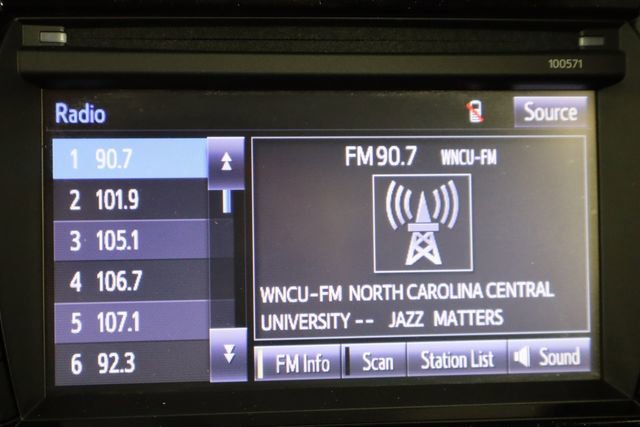 100571
Radio
Source
1 90.7
2 101.9
3 105.1
4 106.7
5 107.1
6 92.3
FM 90.7 WNCU-FM
WNCU-FM NORTH CAROLINA CENTRAL
UNIVERSITY -- JAZZ MATTERS
FM Info Scan Station List Sound